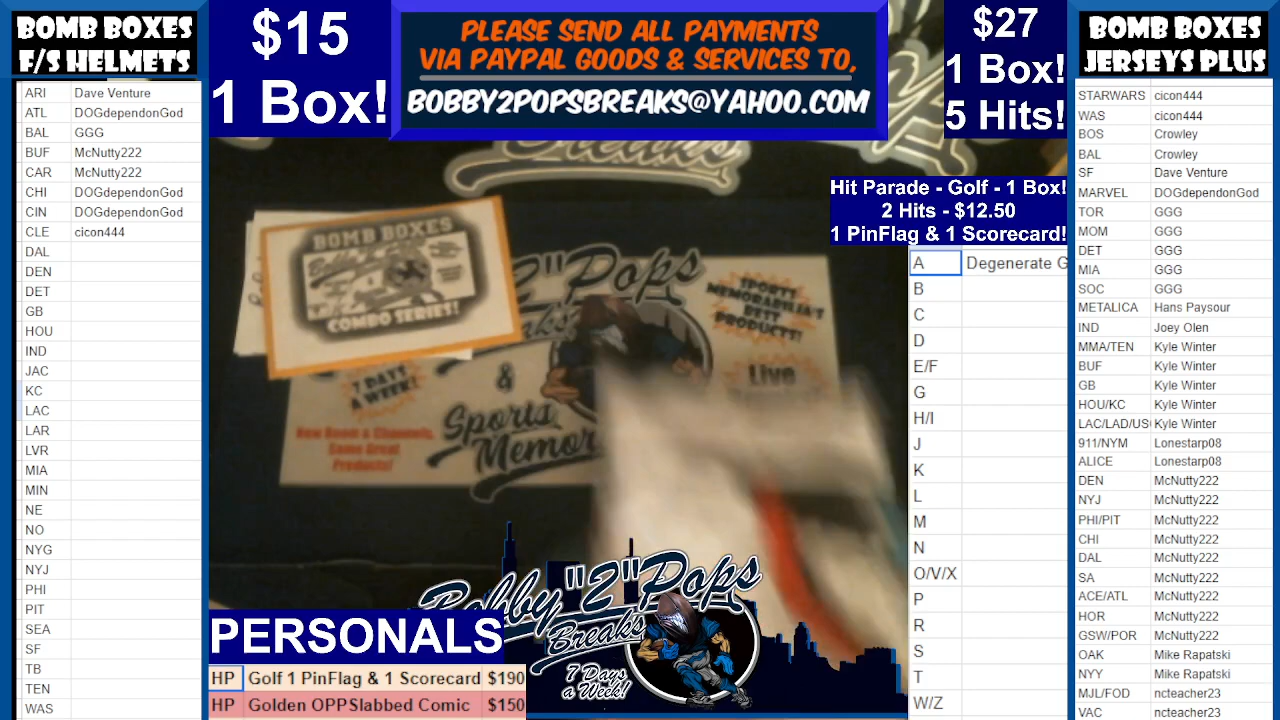 BOMB BOXES
F/S HELMETS
ARI Dave Venture
ATL DOGdependonGod
BAL GGG
BUF McNutty222
CAR McNutty222
CHI DOGdependonGod
CIN DOGdependonGod
CLE cicon444
DAL
DEN
DET
GB
HOU
IND
JAC
KC
LAC
LAR
LVR
MIA
MIN
NE
NO
NYG
NYJ
PHI
PIT
SEA
SF
TB
TEN
WAS
$15
1 Box!
PLEASE SEND ALL PAYMENTS
VIA PAYPAL GOODS & SERVICES TO,
BOBBY2POPSBREAKS@YAHOO.COM
$27
1 Box!
5 Hits!
Breaks
BOMB BOXES
COMBO SERIES!
"2" Pops
&
Sports
7 DAYS
A WEEK!
SPORTS
MEMORABILIA'S
BEST
PRODUCTS!
Live
Hit Parade - Golf - 1 Box!
2 Hits - $12.50
1 PinFlag & 1 Scorecard!
A Degenerate G
B
C
D
E/F
G
H/I
J
K
L
M
N
O/V/X
P
R
S
T
W/Z
Bobby "2" Pops
Breaks
7 Days
a Week!
PERSONALS
HP Golf 1 PinFlag & 1 Scorecard $190
HP Golden OPPSlabbed Comic $150
BOMB BOXES
JERSEYS PLUS
STARWARS cicon444
WAS cicon444
BOS Crowley
BAL Crowley
SF Dave Venture
MARVEL DOGdependonGod
TOR GGG
MOM GGG
DET GGG
MIA GGG
SOC GGG
METALICA Hans Paysour
IND Joey Olen
MMA/TEN Kyle Winter
BUF Kyle Winter
GB Kyle Winter
HOU/KC Kyle Winter
LAC/LAD/US Kyle Winter
911/NYM Lonestarp08
ALICE Lonestarp08
DEN McNutty222
NYJ McNutty222
PHI/PIT McNutty222
CHI McNutty222
DAL McNutty222
SA McNutty222
ACE/ATL McNutty222
HOR McNutty222
GSW/POR McNutty222
OAK Mike Rapatski
NYY Mike Rapatski
MJL/FOD ncteacher23
VAC ncteacher23